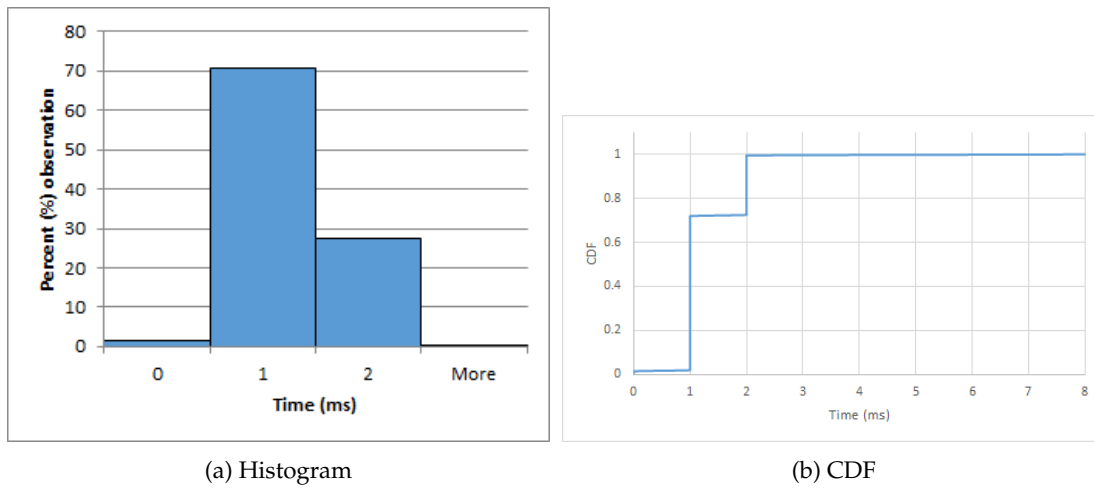 80
70
60
50
40
30
20
10
0
Percent (%) observation
0 1 2 More
Time (ms)
(a) Histogram
1
0.8
0.6
0.4
0.2
0
CDF
0 1 2 3 4 5 6 7 8
Time (ms)
(b) CDF